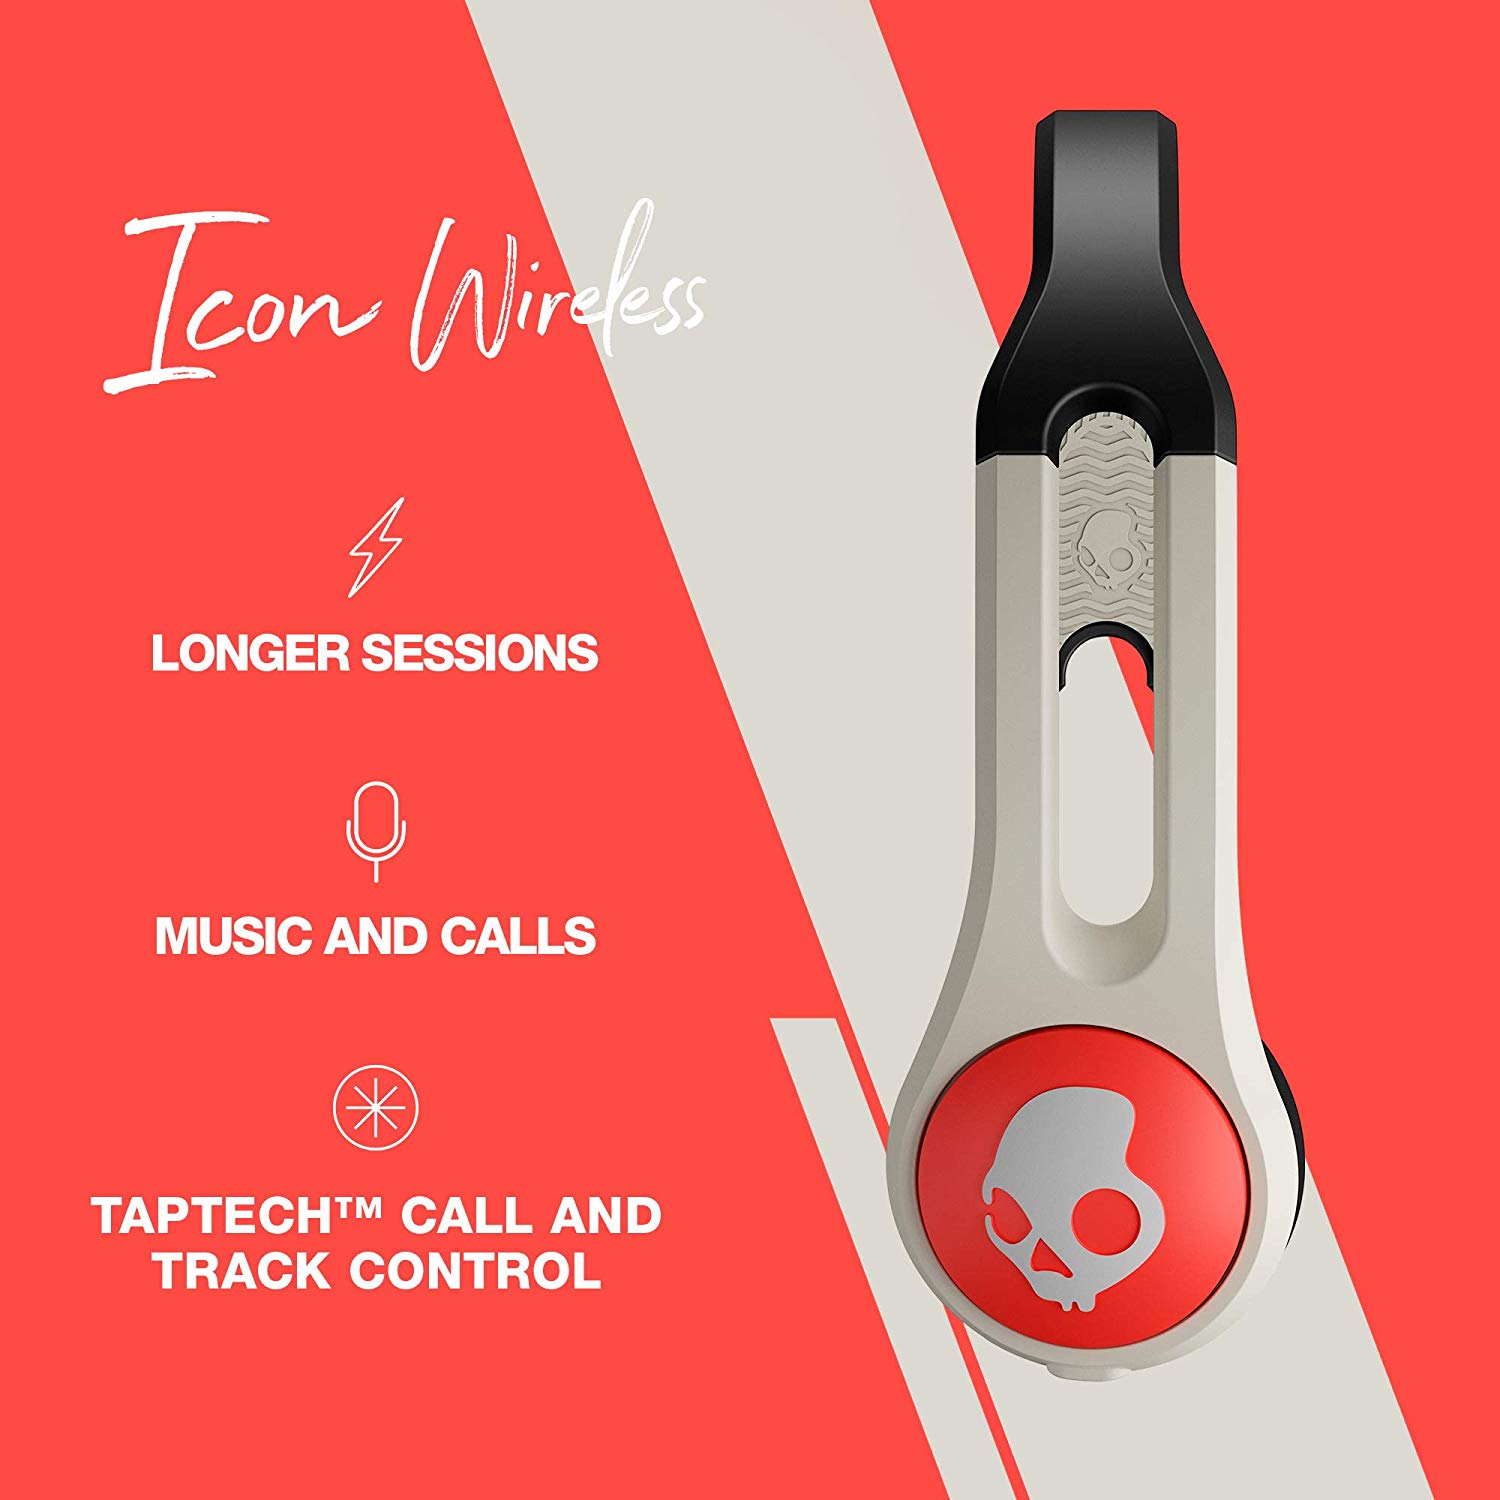 Icon Wireless
LONGER SESSIONS
MUSIC AND CALLS
TAPTECH™ CALL AND
TRACK CONTROL